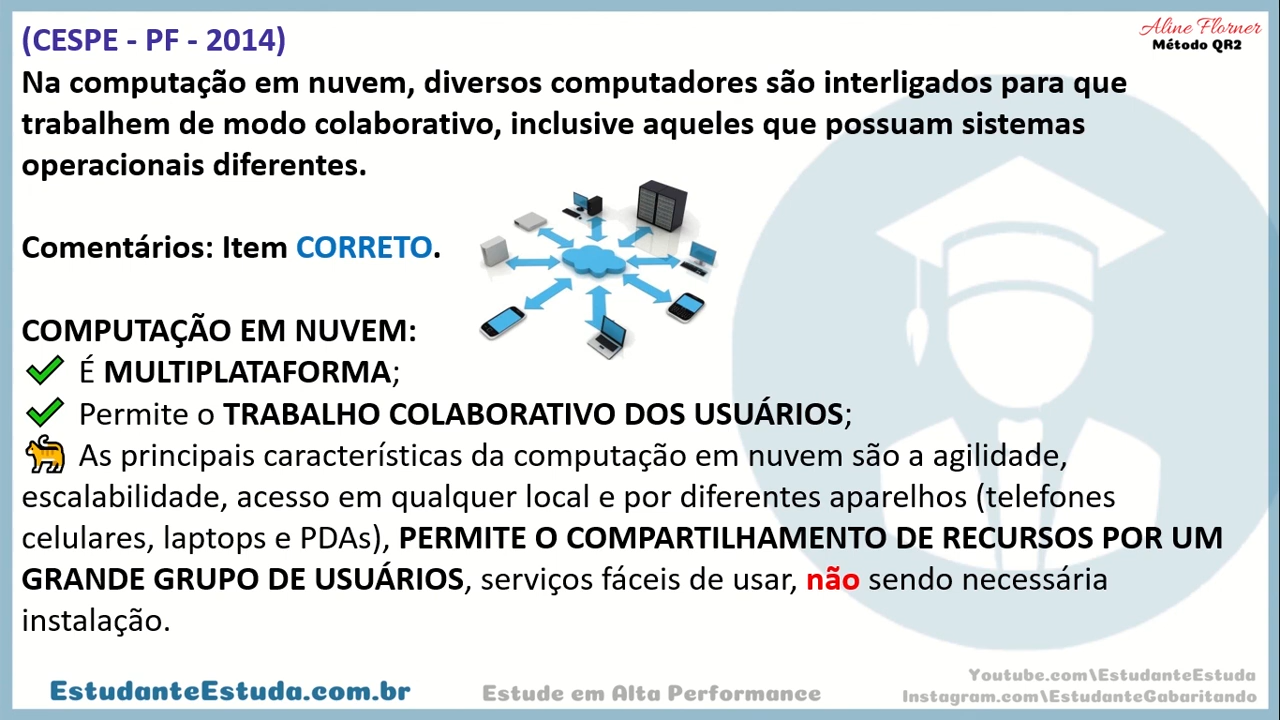 (CESPE - PF - 2014)
Aline Florner
Método QR2
Na computação em nuvem, diversos computadores são interligados para que
trabalhem de modo colaborativo, inclusive aqueles que possuam sistemas
operacionais diferentes.
Comentários: Item CORRETO.
COMPUTAÇÃO EM NUVEM:
É MULTIPLATAFORMA;
Permite o TRABALHO COLABORATIVO DOS USUÁRIOS;
As principais características da computação em nuvem são a agilidade,
escalabilidade, acesso em qualquer local e por diferentes aparelhos (telefones
celulares, laptops e PDAs), PERMITE O COMPARTILHAMENTO DE RECURSOS POR UM
GRANDE GRUPO DE USUÁRIOS, serviços fáceis de usar, não sendo necessária
instalação.
EstudanteEstuda.com.br
Estude em Alta Performance
Youtube.com\EstudanteEstuda
Instagram.com\EstudanteGabaritando